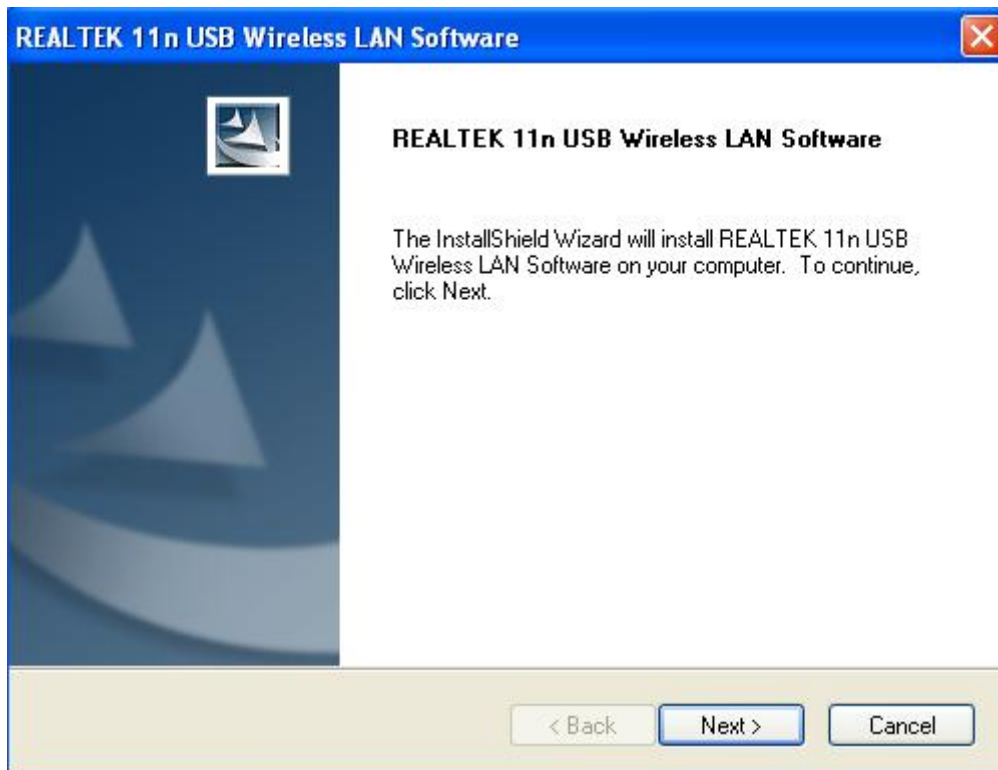 REALTEK 11n USB Wireless LAN Software
REALTEK 11n USB Wireless LAN Software
The InstallShield Wizard will install REALTEK 11n USB
Wireless LAN Software on your computer.  To continue,
click Next.
< Back
Next >
Cancel